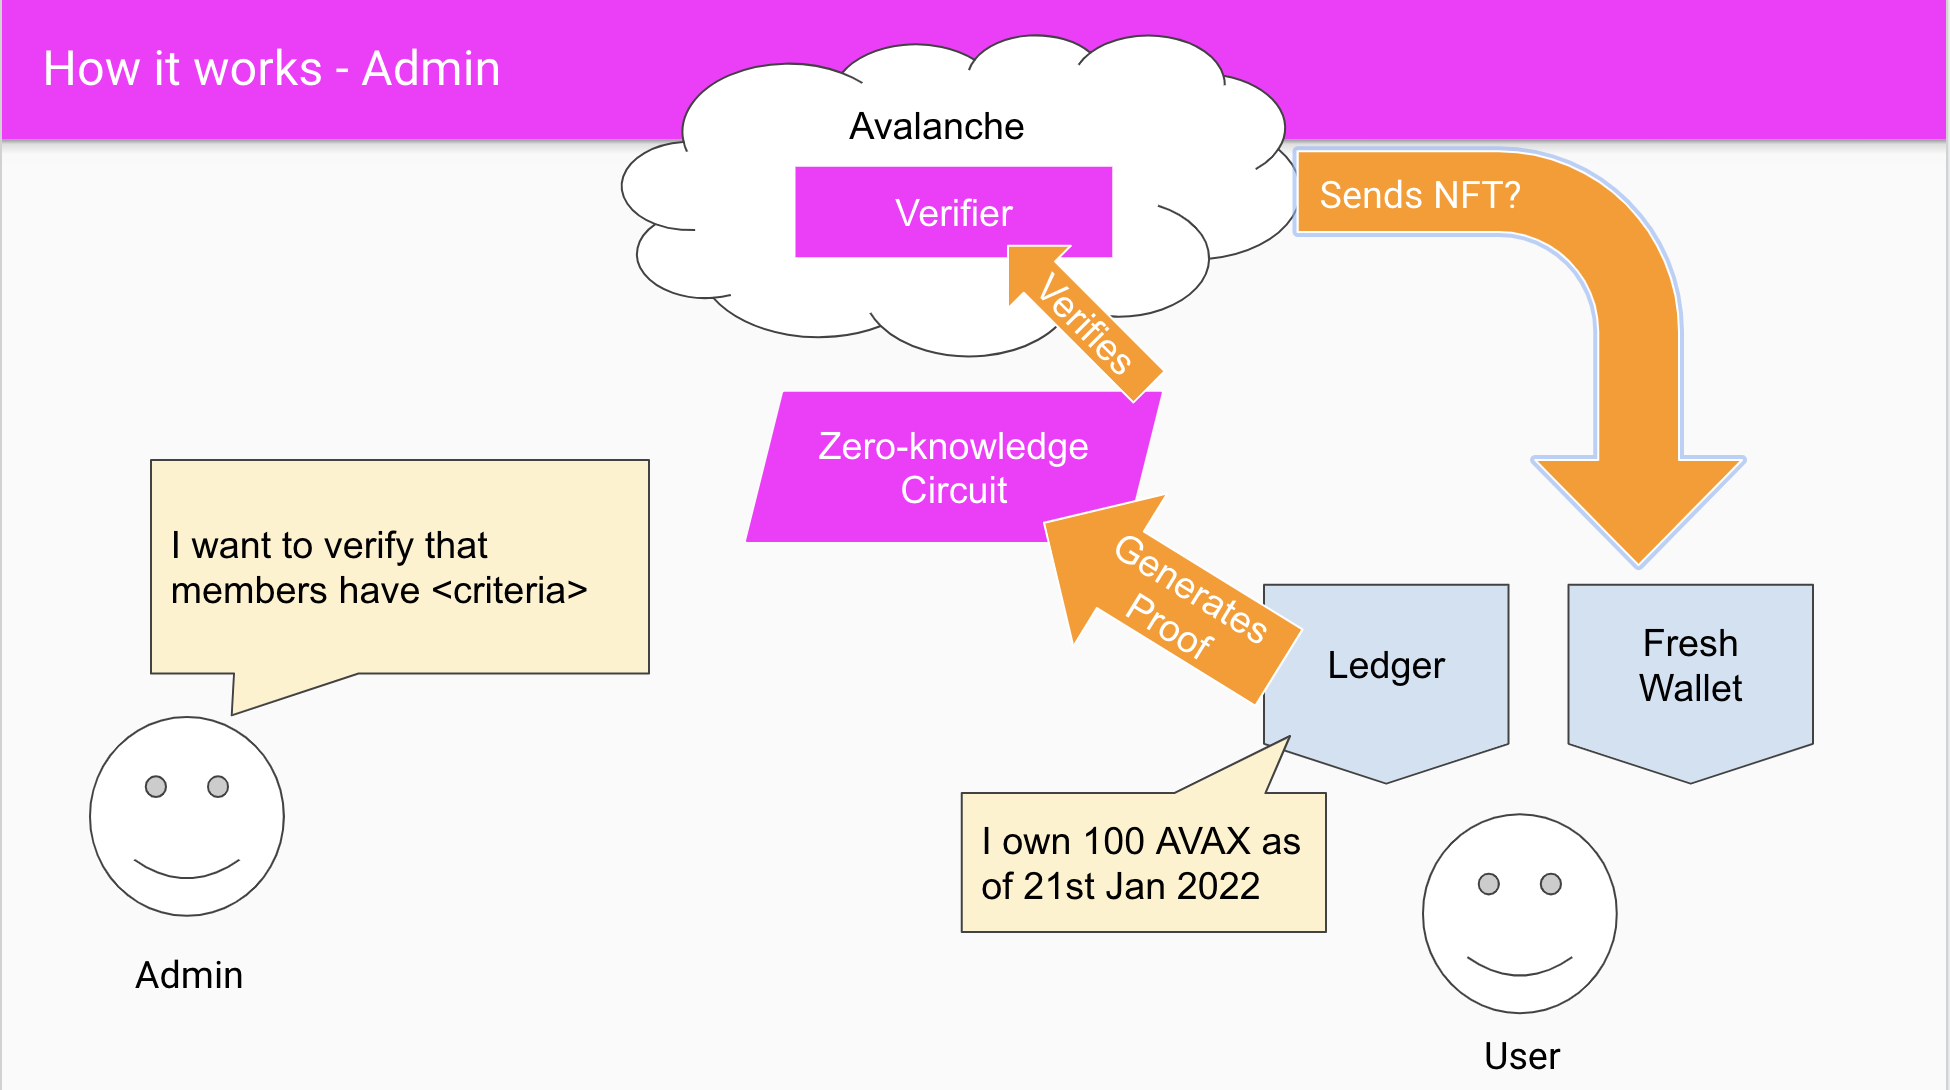 How it works - Admin
Avalanche
Verifier
Sends NFT?
Verifies
Zero-knowledge
Circuit
I want to verify that
members have <criteria>
Generates
Proof
Ledger
Fresh
Wallet
I own 100 AVAX as
of 21st Jan 2022
Admin
User